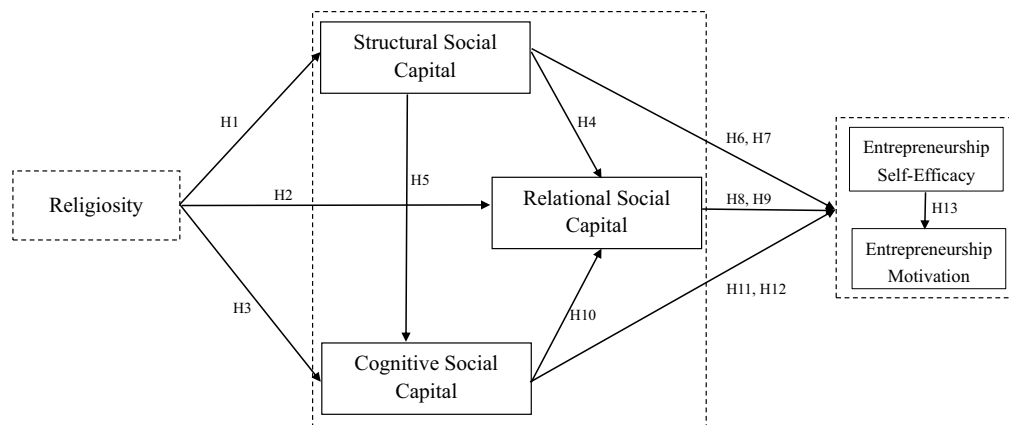 Structural Social
Capital
H1
H4
H6, H7
Entrepreneurship
Self-Efficacy
H5
Religiosity
H2
Relational Social
Capital
H8, H9
H13
Entrepreneurship
Motivation
H3
H10
H11, H12
Cognitive Social
Capital